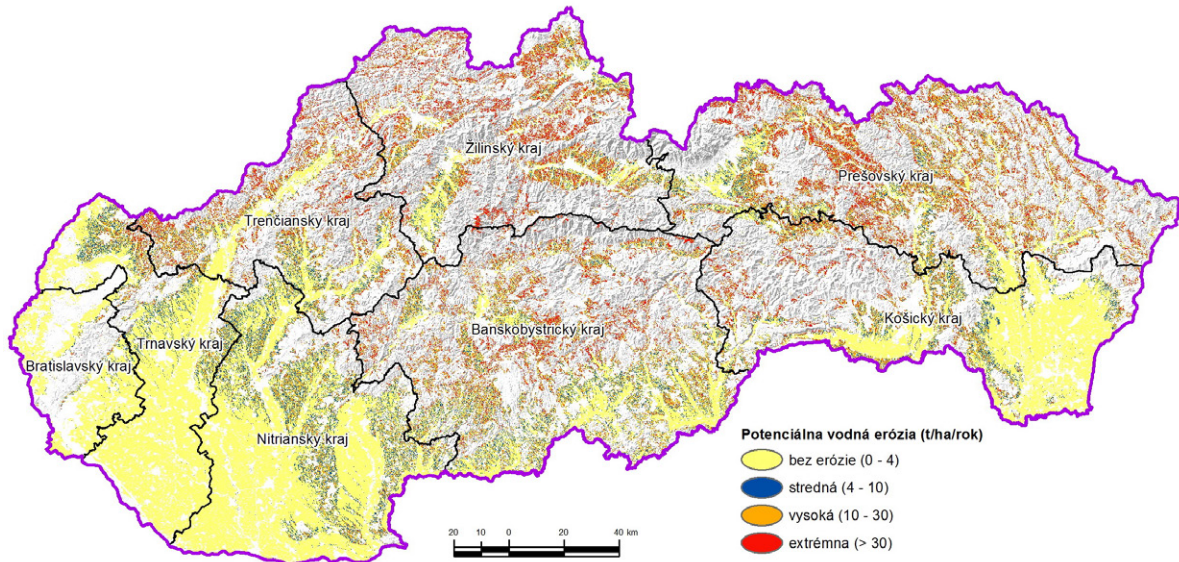 Žilinský kraj
Prešovský kraj
Trenčiansky kraj
Košický kraj
Banskobystrický kraj
Trnavský kraj
Bratislavský kraj
Nitriansky kraj
Potenciálna vodná erózia (t/ha/rok)
bez erózie (0 - 4)
stredná (4 - 10)
vysoká (10 - 30)
extrémna (> 30)
20 10 0 20 40 km